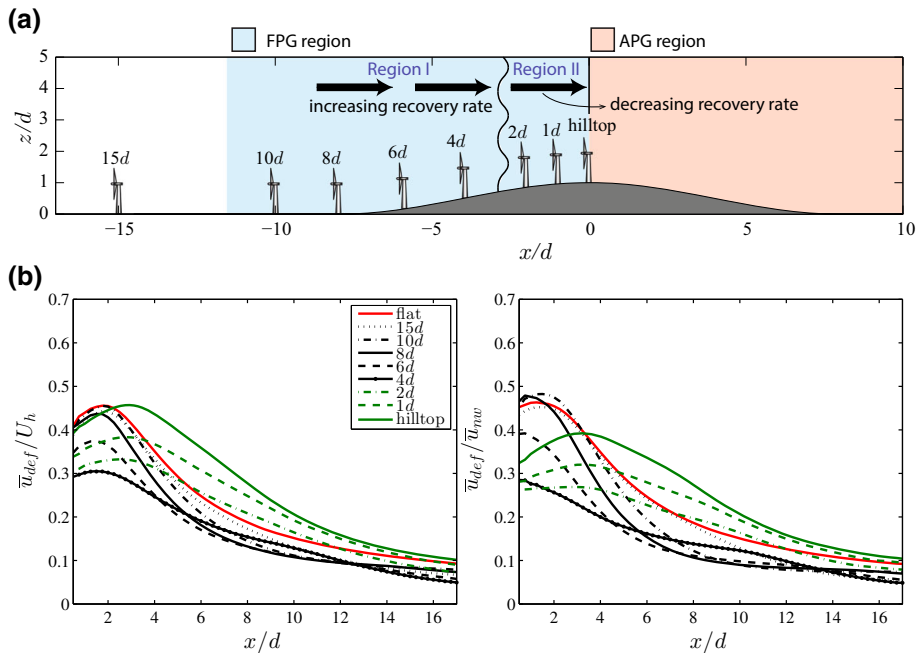 (a)
FPG region
APG region
Region I
Region II
increasing recovery rate
decreasing recovery rate
z/d
5
4
3
2
1
0
15d
10d
8d
6d
4d
2d
1d
hilltop
−15
−10
−5
0
5
10
x/d
(b)
0.7
0.6
0.5
0.4
0.3
0.2
0.1
0
u_def/U_h
flat
15d
10d
8d
6d
4d
2d
1d
hilltop
2
4
6
8
10
12
14
16
x/d
0.7
0.6
0.5
0.4
0.3
0.2
0.1
0
u_def/u_nw
2
4
6
8
10
12
14
16
x/d